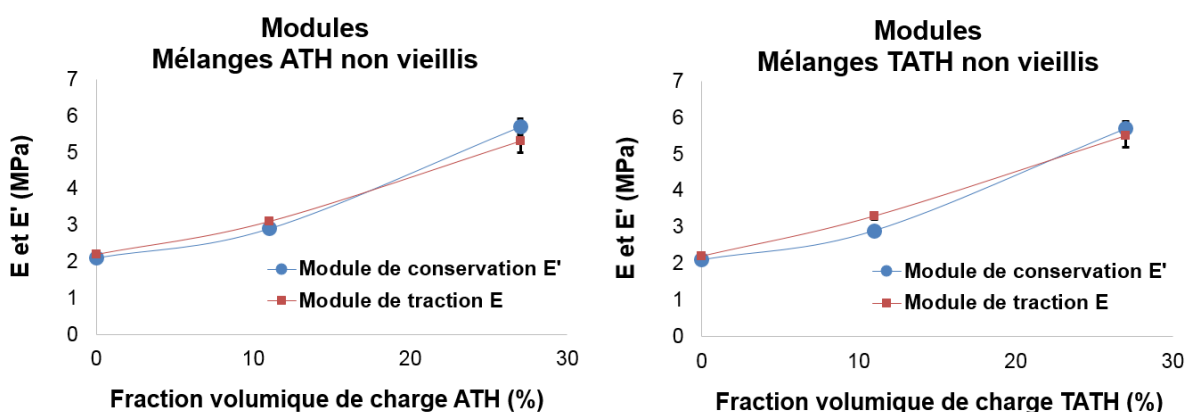 Modules
Mélanges ATH non vieillis
E et E' (MPa)
7
6
5
4
3
2
1
0
Module de conservation E'
Module de traction E
0 10 20 30
Fraction volumique de charge ATH (%)
Modules
Mélanges TATH non vieillis
E et E' (MPa)
7
6
5
4
3
2
1
0
Module de conservation E'
Module de traction E
0 10 20 30
Fraction volumique de charge TATH (%)